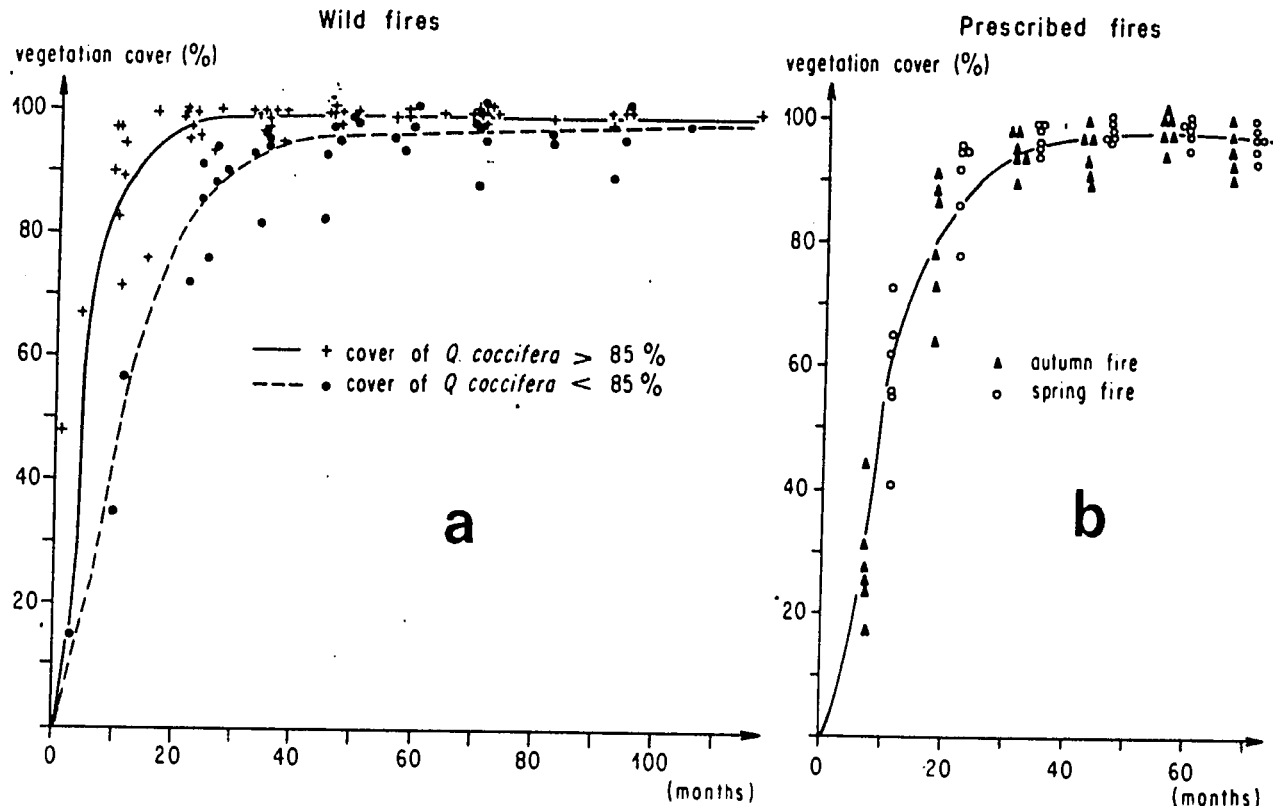 Wild fires
vegetation cover (%)
100
80
60
40
20
0 20 40 60 80 100
(months)
+ cover of Q. coccifera > 85 %
• cover of Q coccifera < 85 %
a
Prescribed fires
vegetation cover (%)
100
80
60
40
20
0 20 40 60
(months)
▲ autumn fire
○ spring fire
b